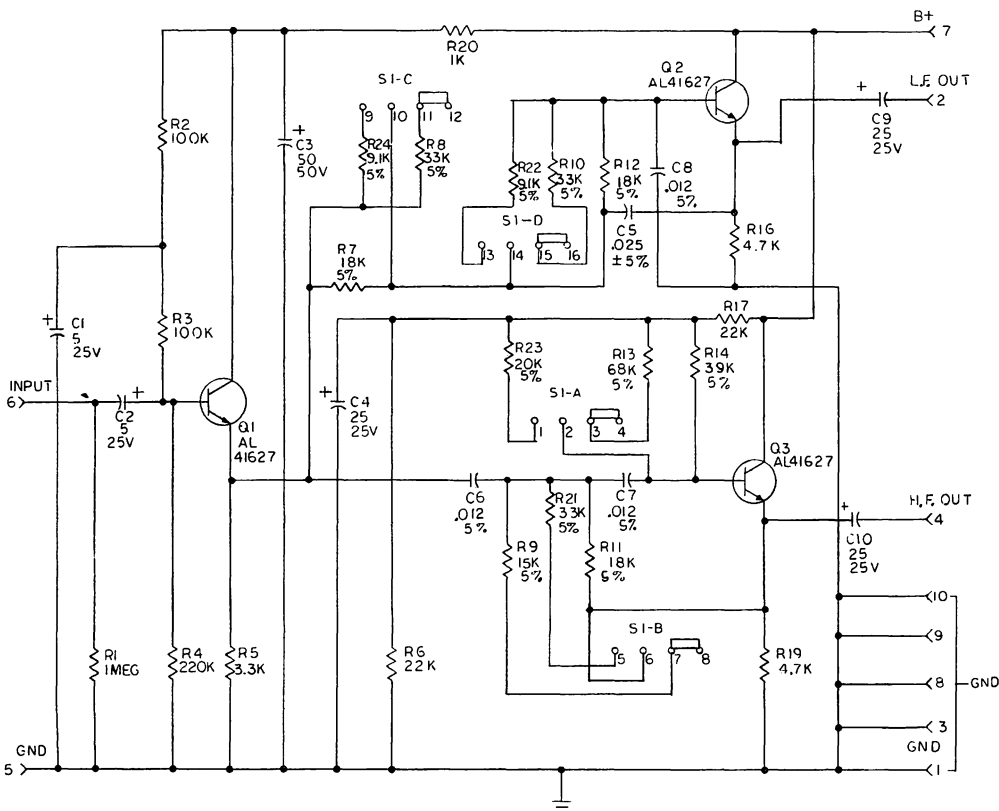 B+
7
R20
1K
S1-C
Q2
AL41627
L.F. OUT
2
C9
25
25V
R2
100K
C3
50
50V
9 10 11 12
R24
9.1K
5%
R8
33K
5%
R22
9.1K
5%
R10
33K
5%
R12
18K
5%
C8
.012
5%
S1-D
13 14 15 16
C5
.025
±5%
R16
4.7K
R7
18K
5%
R3
100K
C1
5
25V
R17
22K
R23
20K
5%
R13
68K
5%
R14
39K
5%
INPUT
6
C2
5
25V
Q1
AL
41627
C4
25
25V
S1-A
1 2 3 4
Q3
AL41627
C6
.012
5%
R21
33K
5%
C7
.012
5%
H.F. OUT
4
C10
25
25V
R9
15K
5%
R11
18K
5%
10
9
S1-B
5 6 7 8
R1
1MEG
R4
220K
R5
3.3K
R6
22K
R19
4.7K
8
GND
3
GND
5
GND
1